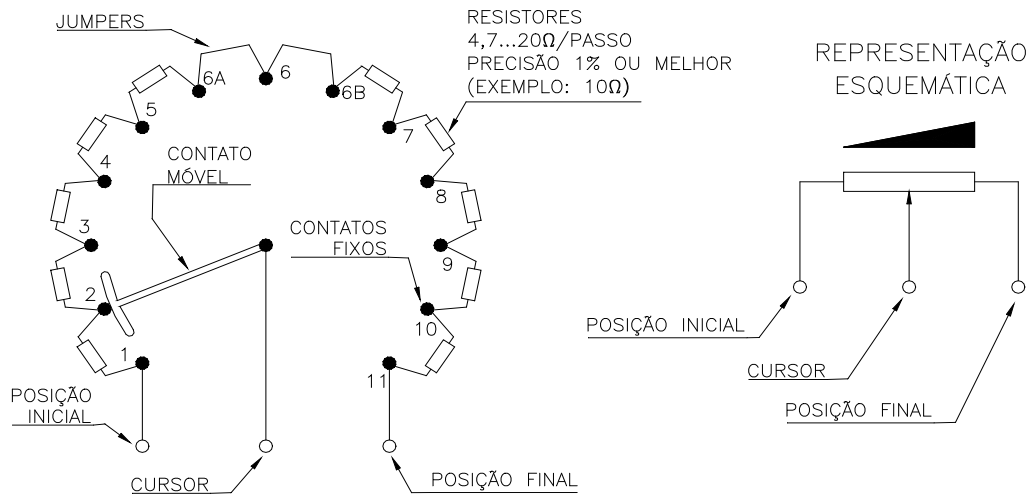 JUMPERS
RESISTORES
4,7...20Ω/PASSO
PRECISÃO 1% OU MELHOR
(EXEMPLO: 10Ω)
REPRESENTAÇÃO
ESQUEMÁTICA
6A
6
6B
5
7
4
CONTATO
MÓVEL
8
3
CONTATOS
FIXOS
9
2
10
1
11
POSIÇÃO
INICIAL
CURSOR
POSIÇÃO FINAL
POSIÇÃO INICIAL
CURSOR
POSIÇÃO FINAL